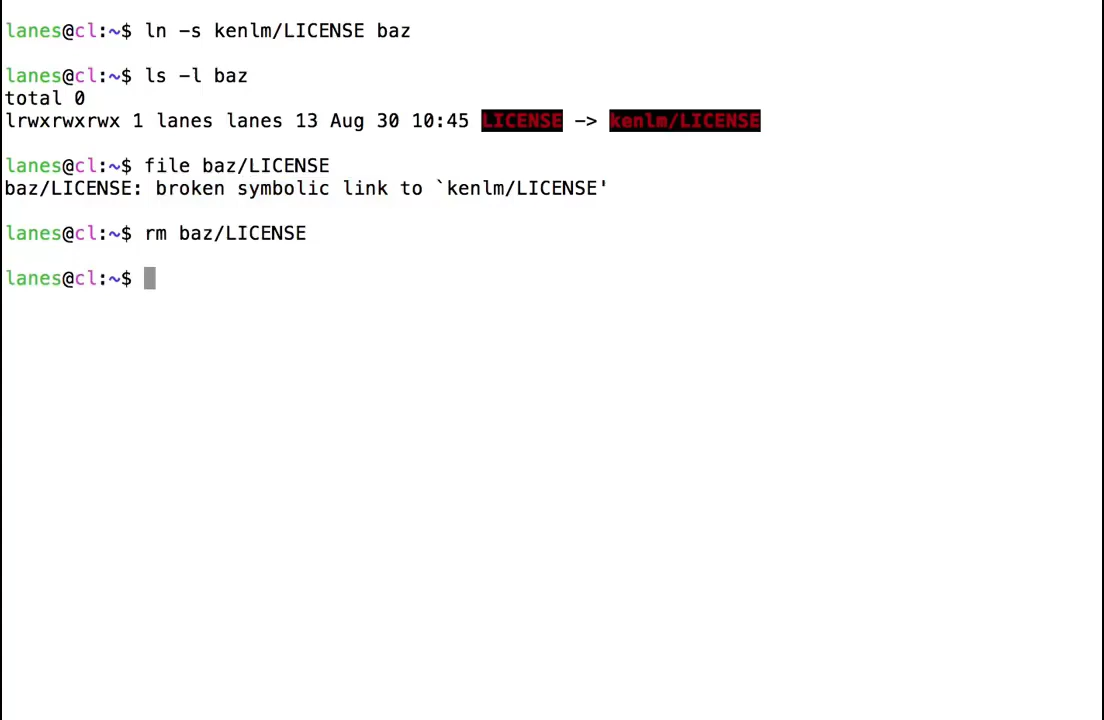 lanes@cl:~$ ln -s kenlm/LICENSE baz
lanes@cl:~$ ls -l baz
total 0
lrwxrwxrwx 1 lanes lanes 13 Aug 30 10:45 LICENSE -> kenlm/LICENSE
lanes@cl:~$ file baz/LICENSE
baz/LICENSE: broken symbolic link to `kenlm/LICENSE'
lanes@cl:~$ rm baz/LICENSE
lanes@cl:~$